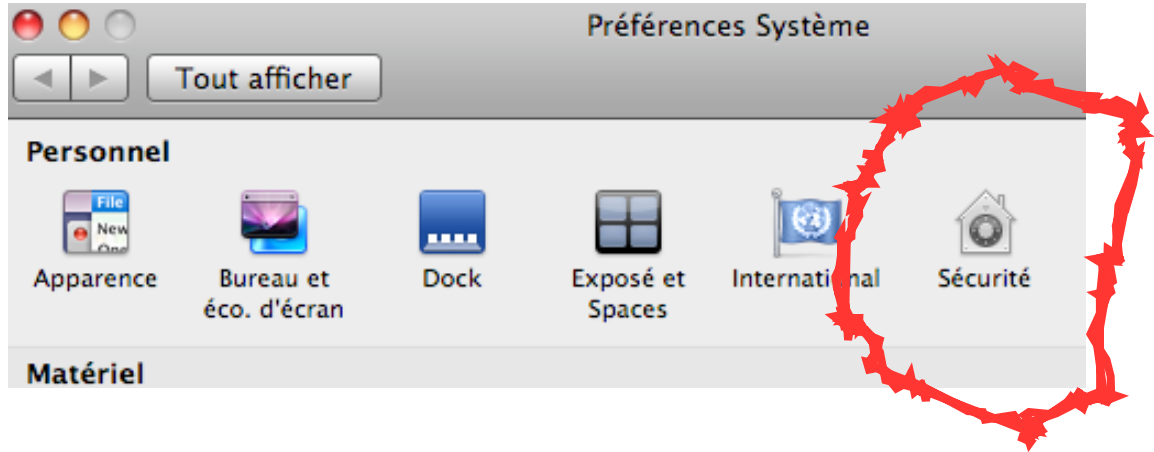 Préférences Système
Tout afficher
Personnel
File
New
One
Apparence
Bureau et
éco. d'écran
Dock
Exposé et
Spaces
International
Sécurité
Matériel